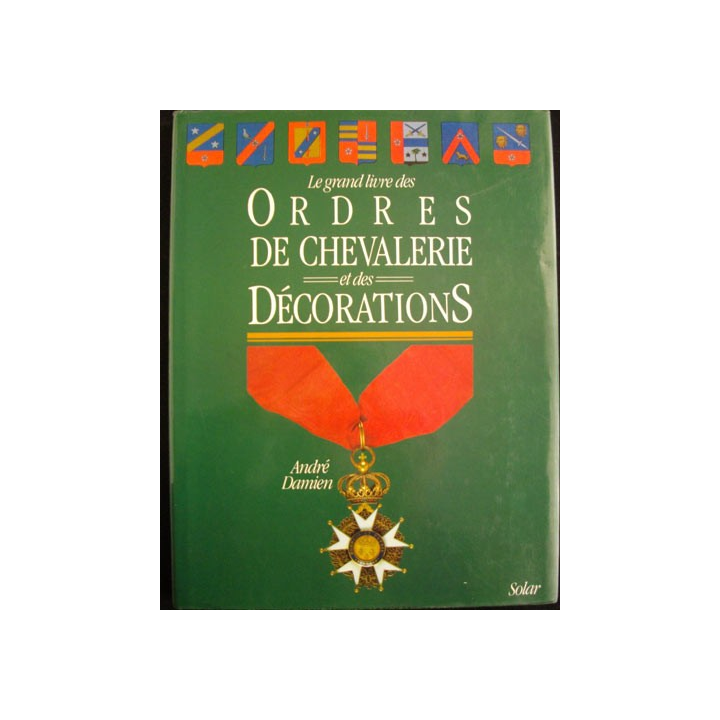 Le grand livre des
ORDRES
DE CHEVALERIE
et des
DÉCORATIONS
André
Damien
Solar